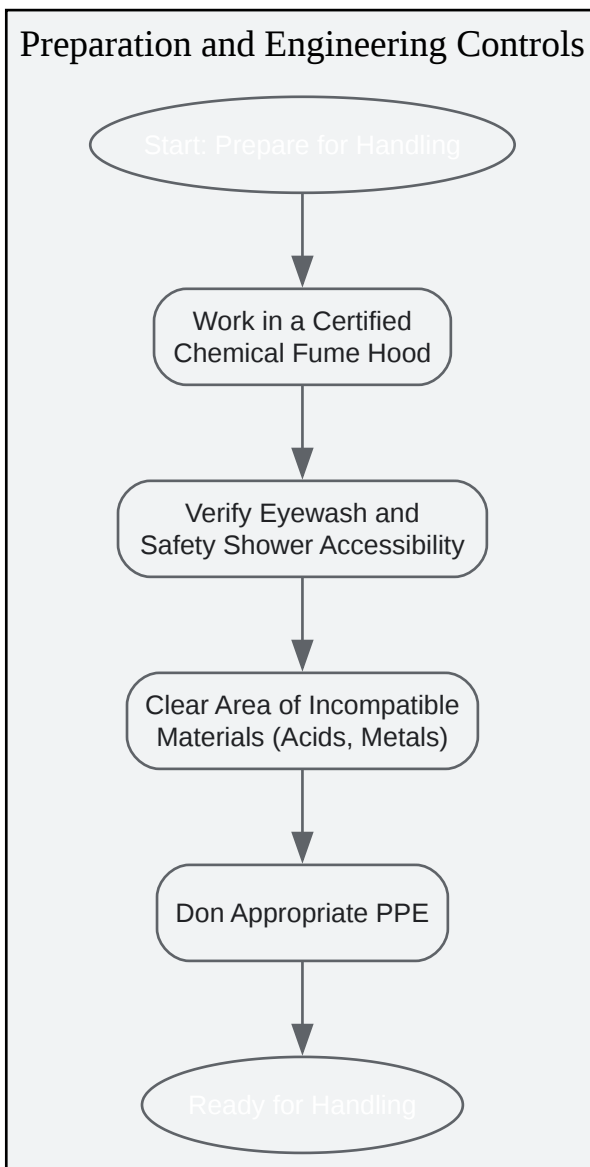 Preparation and Engineering Controls
Start: Prepare for Handling
Work in a Certified
Chemical Fume Hood
Verify Eyewash and
Safety Shower Accessibility
Clear Area of Incompatible
Materials (Acids, Metals)
Don Appropriate PPE
Ready for Handling